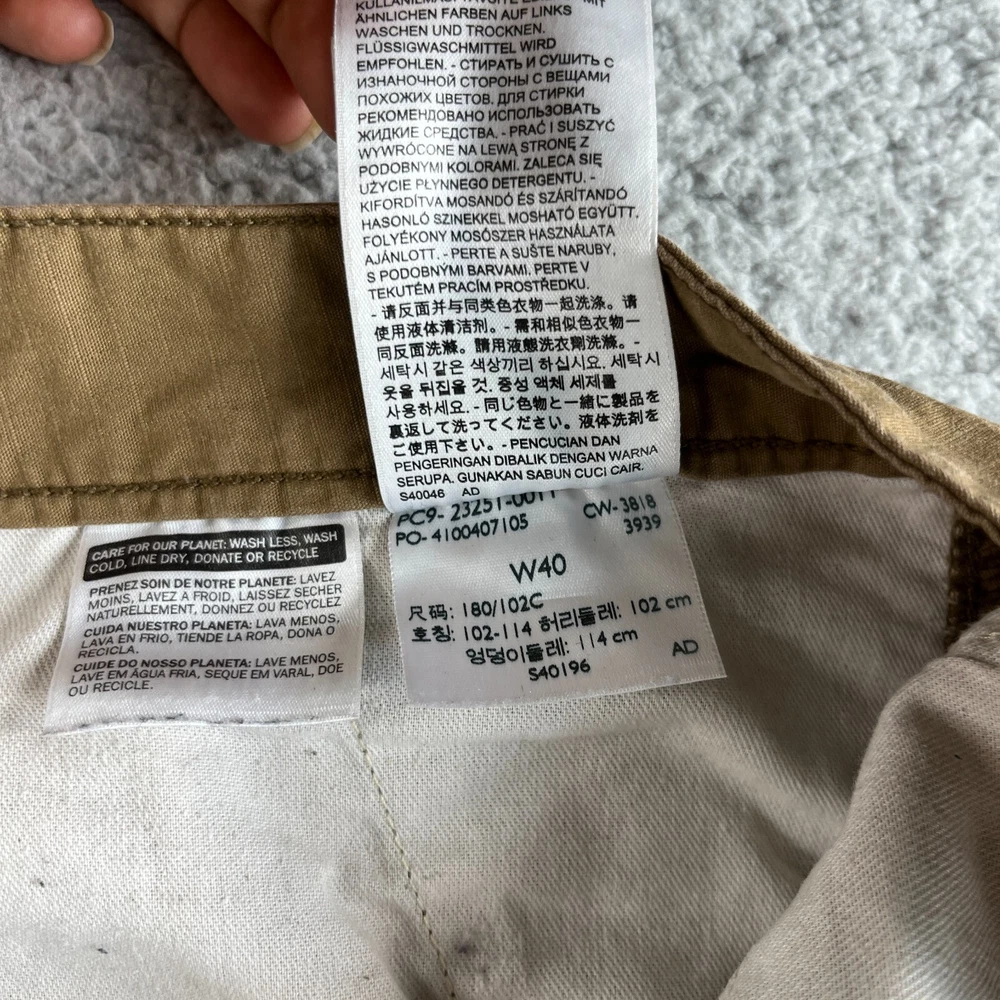 ÄHNLICHEN FARBEN AUF LINKS
WASCHEN UND TROCKNEN.
FLÜSSIGWASCHMITTEL WIRD
EMPFOHLEN. - СТИРАТЬ И СУШИТЬ С
ИЗНАНОЧНОЙ СТОРОНЫ С ВЕЩАМИ
ПОХОЖИХ ЦВЕТОВ. ДЛЯ СТИРКИ
РЕКОМЕНДОВАНО ИСПОЛЬЗОВАТЬ
ЖИДКИЕ СРЕДСТВА. - PRAĆ I SUSZYĆ
WYWRÓCONE NA LEWĄ STRONĘ Z
PODOBNYMI KOLORAMI. ZALECA SIĘ
UŻYCIE PŁYNNEGO DETERGENTU. -
KIFORDÍTVA MOSANDÓ ÉS SZÁRÍTANDÓ
HASONLÓ SZINEKKEL MOSHATÓ EGYÜTT.
FOLYÉKONY MOSÓSZER HASZNÁLATA
AJÁNLOTT. - PERTE A SUŠTE NARUBY,
S PODOBNÝMI BARVAMI. PERTE V
TEKUTÉM PRACÍM PROSTŘEDKU.
- 请反面并与同类色衣物一起洗涤。请
使用液体清洁剂。- 需和相似色衣物一
同反面洗滌。請用液態洗衣劑洗滌。-
세탁시 같은 색상끼리 하십시요. 세탁시
옷을 뒤집을 것. 중성 액체 세제를
사용하세요. - 同じ色物と一緒に製品を
裏返して洗ってください。液体洗剤を
ご使用下さい。- PENCUCIAN DAN
PENGERINGAN DIBALIK DENGAN WARNA
SERUPA. GUNAKAN SABUN CUCI CAIR.
S40046 AD
PC9- 23251-0011 CW-3818
PO- 4100407105 3939
W40
尺码: 180/102C
호칭: 102-114 허리둘레: 102 cm
엉덩이둘레: 114 cm
S40196 AD
CARE FOR OUR PLANET: WASH LESS, WASH
COLD, LINE DRY, DONATE OR RECYCLE
PRENEZ SOIN DE NOTRE PLANETE: LAVEZ
MOINS, LAVEZ A FROID, LAISSEZ SECHER
NATURELLEMENT, DONNEZ OU RECYCLEZ
CUIDA NUESTRO PLANETA: LAVA MENOS,
LAVA EN FRIO, TIENDE LA ROPA, DONA O
RECICLA.
CUIDE DO NOSSO PLANETA: LAVE MENOS,
LAVE EM ÁGUA FRIA, SEQUE EM VARAL, DOE
OU RECICLE.